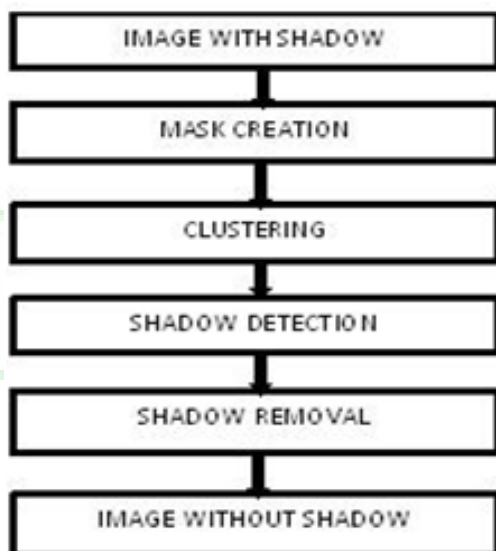 IMAGE WITH SHADOW
MASK CREATION
CLUSTERING
SHADOW DETECTION
SHADOW REMOVAL
IMAGE WITHOUT SHADOW